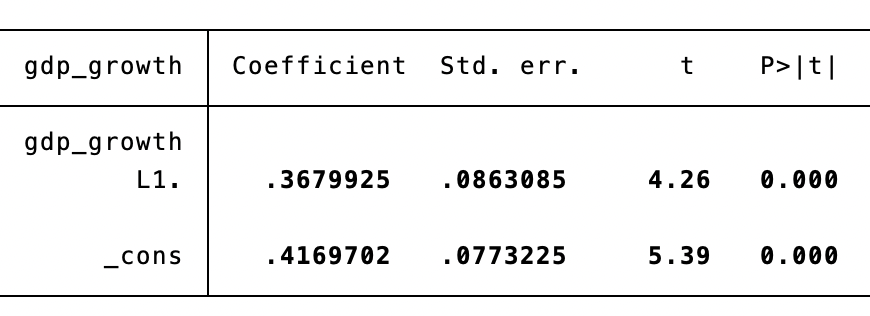 gdp_growth Coefficient Std. err. t P>|t|
gdp_growth
L1. .3679925 .0863085 4.26 0.000
_cons .4169702 .0773225 5.39 0.000